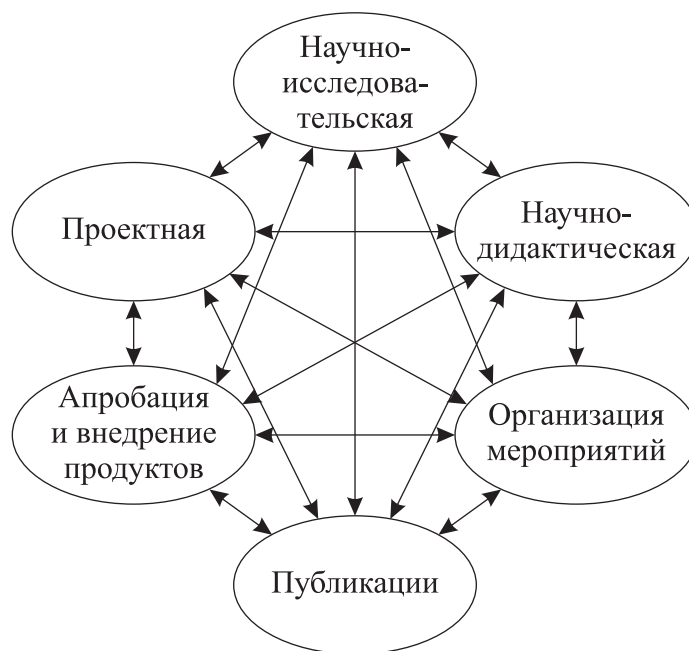 Научно-
исследова-
тельская
Проектная
Научно-
дидактическая
Апробация
и внедрение
продуктов
Организация
мероприятий
Публикации